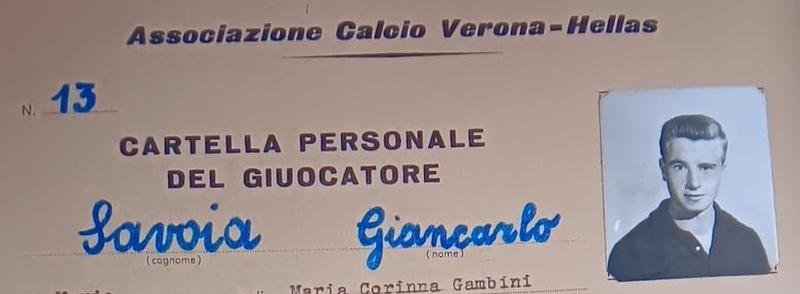 Associazione Calcio Verona-Hellas
N. 13
CARTELLA PERSONALE
DEL GIUOCATORE
Savoia Giancarlo
(cognome) (nome)
Maria Corinna Gambini